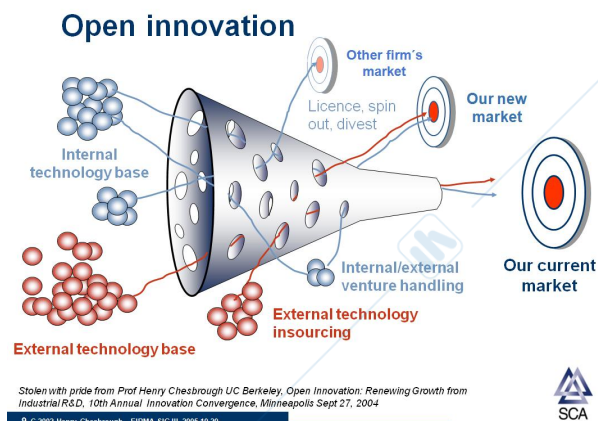 Open innovation
Other firm´s
market
Licence, spin
out, divest
Our new
market
Internal
technology base
Internal/external
venture handling
Our current
market
External technology
insourcing
External technology base
Stolen with pride from Prof Henry Chesbrough UC Berkeley, Open Innovation: Renewing Growth from
Industrial R&D, 10th Annual Innovation Convergence, Minneapolis Sept 27, 2004
SCA